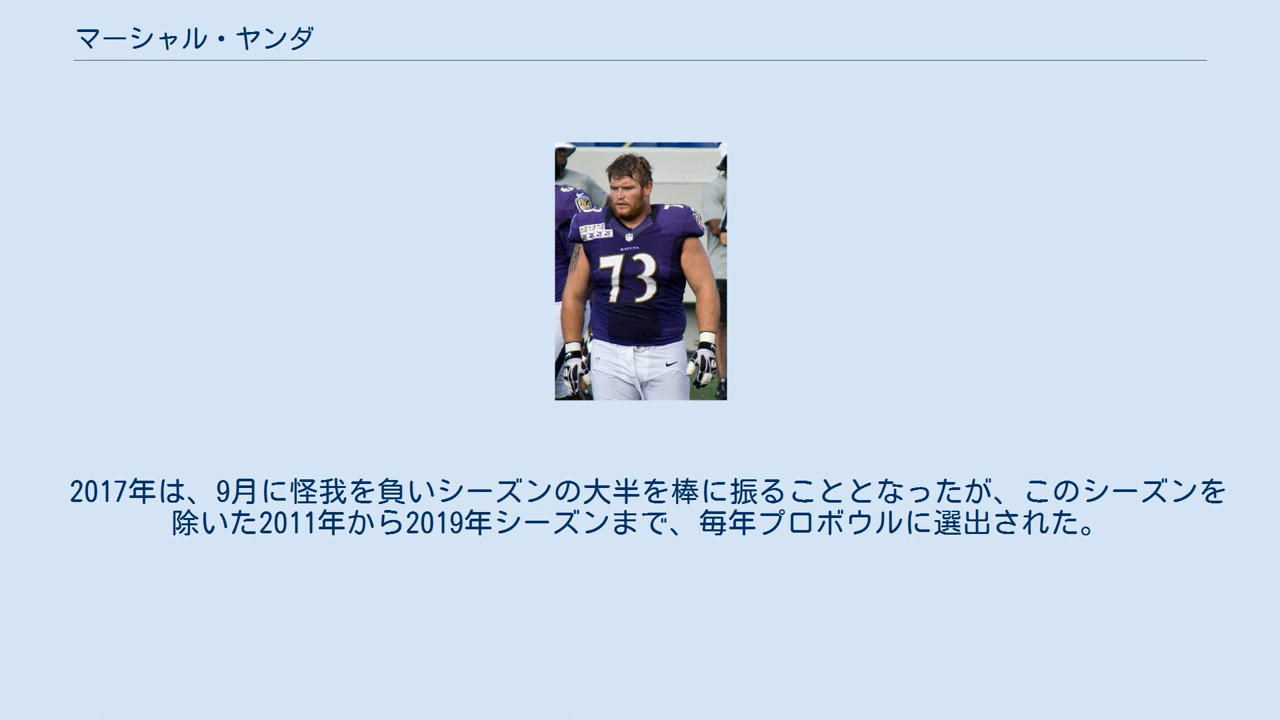 マーシャル・ヤンダ
RAVENS
73
2017年は、9月に怪我を負いシーズンの大半を棒に振ることとなったが、このシーズンを
除いた2011年から2019年シーズンまで、毎年プロボウルに選出された。